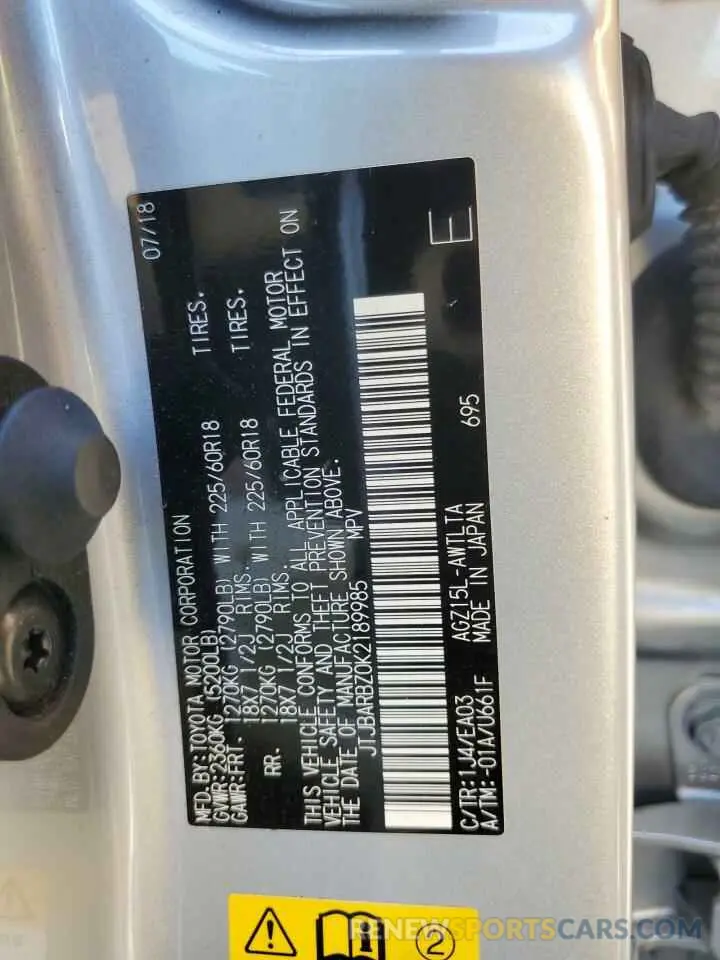 MFD.BY:TOYOTA MOTOR CORPORATION 07/18
GVWR:2360KG (5200LB)
GAWR:FRT. 1270KG (2790LB) WITH 225/60R18 TIRES.
18X7 1/2J RIMS.
RR. 1270KG (2790LB) WITH 225/60R18 TIRES.
18X7 1/2J RIMS.
THIS VEHICLE CONFORMS TO ALL APPLICABLE FEDERAL MOTOR
VEHICLE SAFETY AND THEFT PREVENTION STANDARDS IN EFFECT ON
THE DATE OF MANUFACTURE SHOWN ABOVE.
JTJBARBZ0K2189985 MPV
E
C/TR:1J4/EA03 AGZ15L-AWTLTA
A/TM:-01A/U661F MADE IN JAPAN 695
2
RENEWSPORTCAR.COM